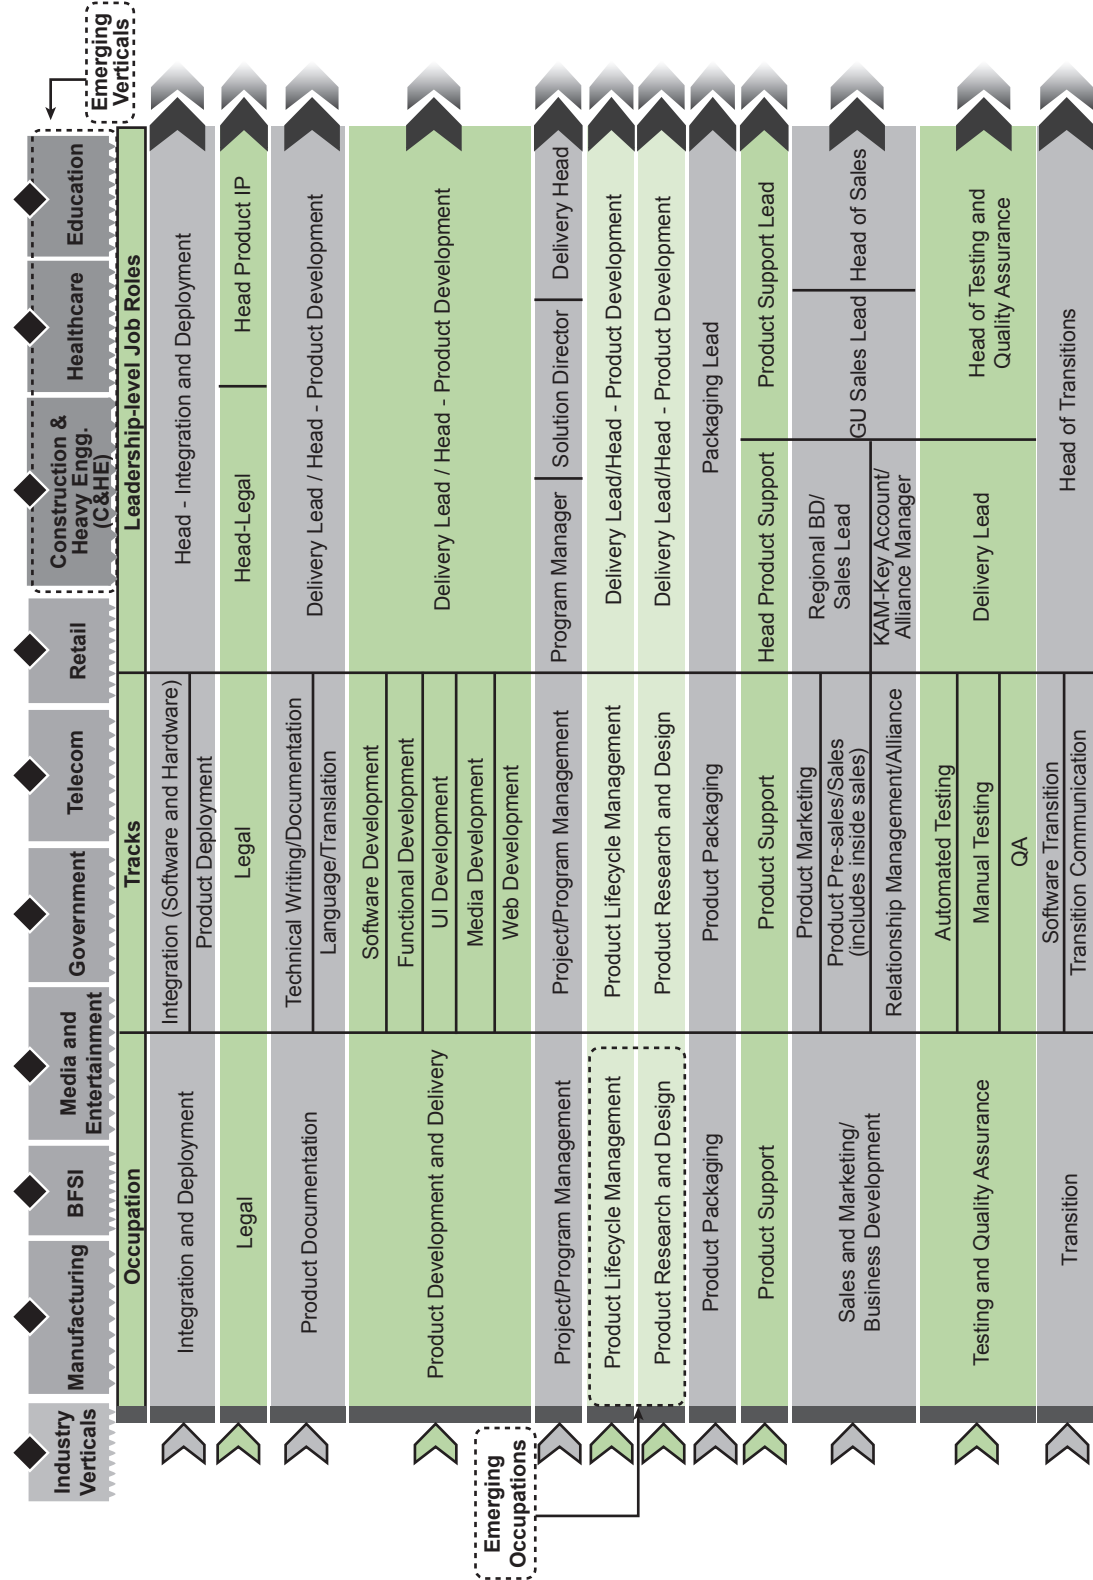 Industry
Verticals
Manufacturing
BFSI
Media and
Entertainment
Government
Telecom
Retail
Construction &
Heavy Engg.
(C&HE)
Healthcare
Education
Emerging
Verticals
Occupation
Tracks
Leadership-level Job Roles
Integration and Deployment
Integration (Software and Hardware)
Product Deployment
Head - Integration and Deployment
Legal
Legal
Head-Legal
Head Product IP
Product Documentation
Technical Writing/Documentation
Language/Translation
Delivery Lead / Head - Product Development
Product Development and Delivery
Software Development
Functional Development
UI Development
Media Development
Web Development
Delivery Lead / Head - Product Development
Project/Program Management
Project/Program Management
Program Manager
Solution Director
Delivery Head
Emerging
Occupations
Product Lifecycle Management
Product Lifecycle Management
Delivery Lead/Head - Product Development
Product Research and Design
Product Research and Design
Delivery Lead/Head - Product Development
Product Packaging
Product Packaging
Packaging Lead
Product Support
Product Support
Head Product Support
Product Support Lead
Sales and Marketing/
Business Development
Product Marketing
Product Pre-sales/Sales
(includes inside sales)
Relationship Management/Alliance
Regional BD/
Sales Lead
KAM-Key Account/
Alliance Manager
GU Sales Lead
Head of Sales
Testing and Quality Assurance
Automated Testing
Manual Testing
QA
Delivery Lead
Head of Testing and
Quality Assurance
Transition
Software Transition
Transition Communication
Head of Transitions